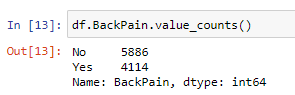 In [13]: df.BackPain.value_counts()
Out[13]: No 5886
Yes 4114
Name: BackPain, dtype: int64